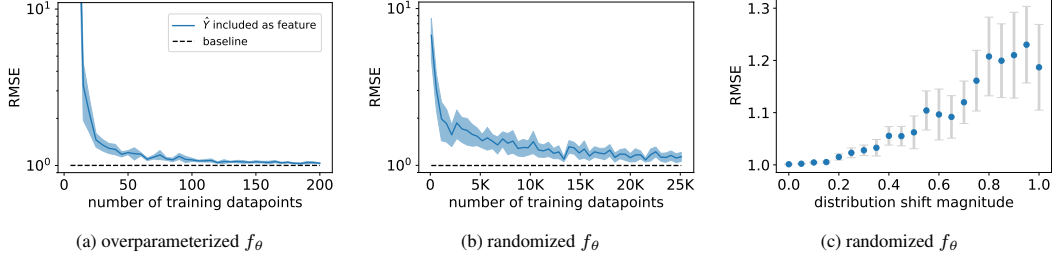 10¹
10⁰
RMSE
Ŷ included as feature
baseline
0 50 100 150 200
number of training datapoints
(a) overparameterized f_θ
10¹
10⁰
RMSE
0 5K 10K 15K 20K 25K
number of training datapoints
(b) randomized f_θ
1.3
1.2
1.1
1.0
RMSE
0.0 0.2 0.4 0.6 0.8 1.0
distribution shift magnitude
(c) randomized f_θ